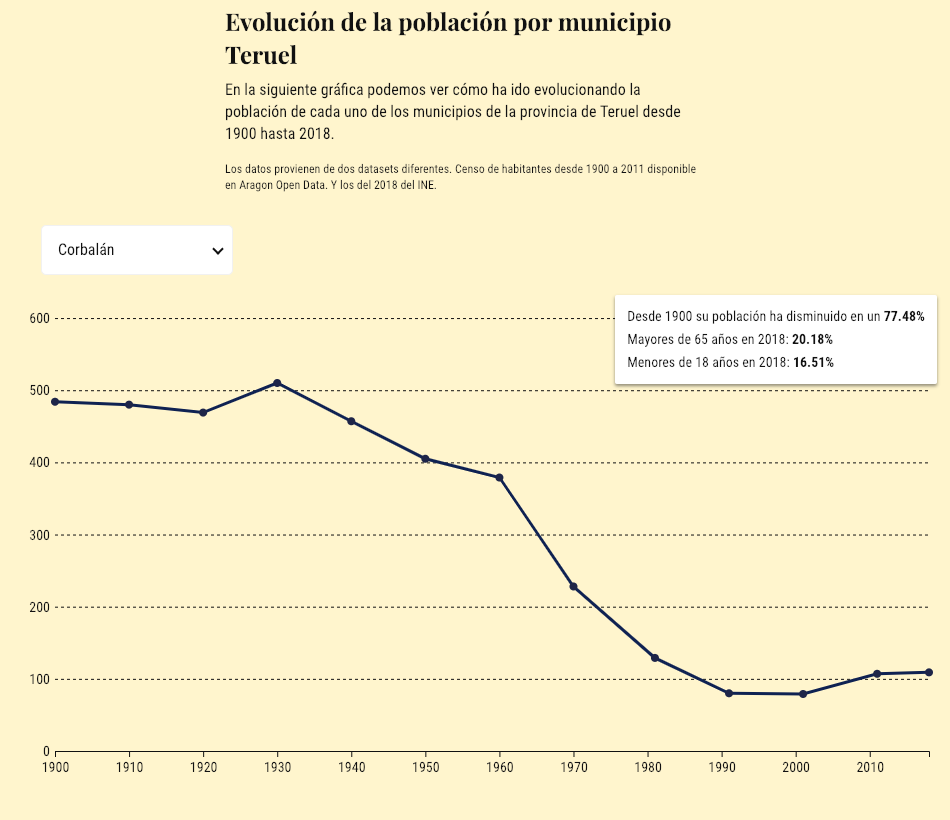 Evolución de la población por municipio
Teruel
En la siguiente gráfica podemos ver cómo ha ido evolucionando la
población de cada uno de los municipios de la provincia de Teruel desde
1900 hasta 2018.
Los datos provienen de dos datasets diferentes. Censo de habitantes desde 1900 a 2011 disponible
en Aragon Open Data. Y los del 2018 del INE.
Corbalán
Desde 1900 su población ha disminuido en un 77.48%
Mayores de 65 años en 2018: 20.18%
Menores de 18 años en 2018: 16.51%
600
500
400
300
200
100
0
1900 1910 1920 1930 1940 1950 1960 1970 1980 1990 2000 2010